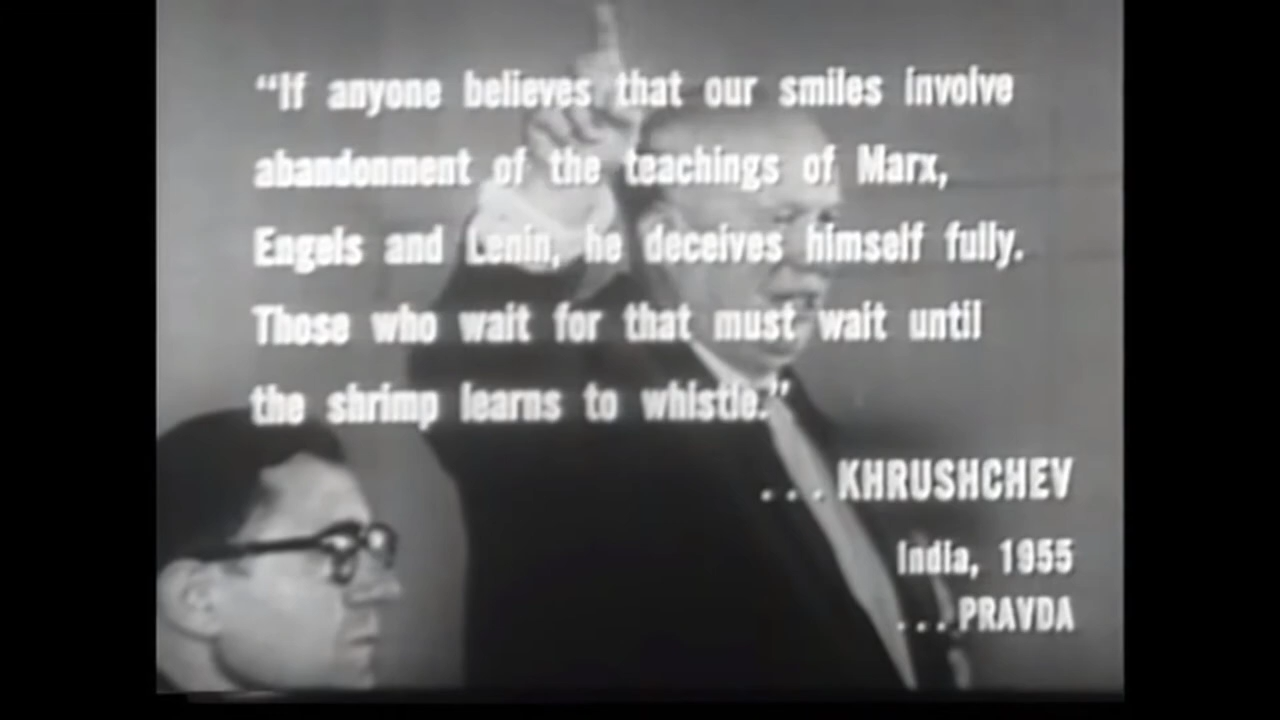 “If anyone believes that our smiles involve
abandonment of the teachings of Marx,
Engels and Lenin, he deceives himself fully.
Those who wait for that must wait until
the shrimp learns to whistle.”
...KHRUSHCHEV
India, 1955
...PRAVDA